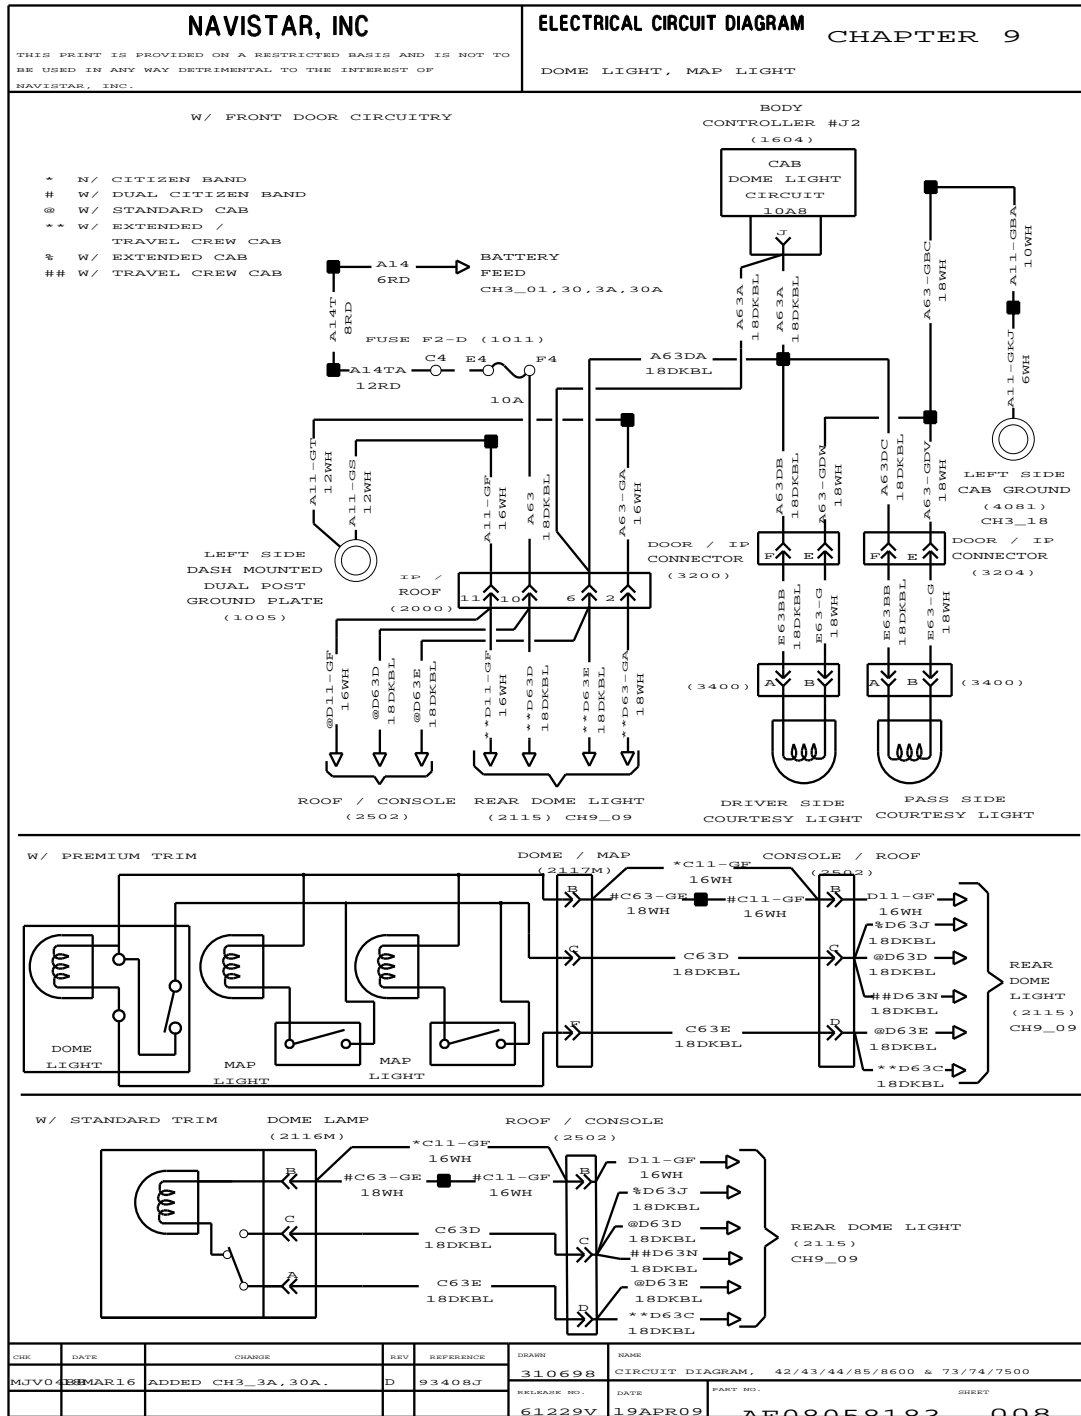 NAVISTAR, INC
THIS PRINT IS PROVIDED ON A RESTRICTED BASIS AND IS NOT TO
BE USED IN ANY WAY DETRIMENTAL TO THE INTEREST OF
NAVISTAR, INC.
ELECTRICAL CIRCUIT DIAGRAM
CHAPTER 9
DOME LIGHT, MAP LIGHT
W/ FRONT DOOR CIRCUITRY
* N/ CITIZEN BAND
# W/ DUAL CITIZEN BAND
@ W/ STANDARD CAB
** W/ EXTENDED /
TRAVEL CREW CAB
% W/ EXTENDED CAB
## W/ TRAVEL CREW CAB
BODY
CONTROLLER #J2
(1604)
CAB
DOME LIGHT
CIRCUIT
10A8
J
A14
6RD
BATTERY
FEED
CH3_01,30,3A,30A
A14T
8RD
FUSE F2-D (1011)
A14TA
12RD
C4
E4
F4
10A
A63A
18DKBL
A63A
18DKBL
A63DA
18DKBL
A63-GBC
18WH
A11-GBA
10WH
A11-GKJ
6WH
LEFT SIDE
CAB GROUND
(4081)
CH3_18
A11-GT
12WH
A11-GS
12WH
A11-GF
16WH
A63
18DKBL
A63-GA
16WH
A63DB
18DKBL
A63-GDW
18WH
A63DC
18DKBL
A63-GDV
18WH
LEFT SIDE
DASH MOUNTED
DUAL POST
GROUND PLATE
(1005)
IP /
ROOF
(2000)
11
10
6
2
DOOR / IP
CONNECTOR
(3200)
F
E
F
E
DOOR / IP
CONNECTOR
(3204)
E63BB
18DKBL
E63-G
18WH
E63BB
18DKBL
E63-G
18WH
@D11-GF
16WH
@D63D
18DKBL
@D63E
18DKBL
**D11-GF
16WH
**D63D
18DKBL
**D63E
18DKBL
**D63-GA
18WH
(3400)
A
B
A
B
(3400)
ROOF / CONSOLE
(2502)
REAR DOME LIGHT
(2115) CH9_09
DRIVER SIDE
COURTESY LIGHT
PASS SIDE
COURTESY LIGHT
W/ PREMIUM TRIM
DOME / MAP
(2117M)
CONSOLE / ROOF
(2502)
*C11-GF
16WH
B
#C63-GE
18WH
#C11-GF
16WH
B
D11-GF
16WH
%D63J
18DKBL
C
C63D
18DKBL
C
@D63D
18DKBL
##D63N
18DKBL
F
C63E
18DKBL
D
@D63E
18DKBL
**D63C
18DKBL
REAR
DOME
LIGHT
(2115)
CH9_09
DOME
LIGHT
MAP
LIGHT
MAP
LIGHT
W/ STANDARD TRIM
DOME LAMP
(2116M)
ROOF / CONSOLE
(2502)
*C11-GF
16WH
B
#C63-GE
18WH
#C11-GF
16WH
B
D11-GF
16WH
%D63J
18DKBL
C
C63D
18DKBL
C
@D63D
18DKBL
##D63N
18DKBL
A
C63E
18DKBL
D
@D63E
18DKBL
**D63C
18DKBL
REAR DOME LIGHT
(2115)
CH9_09
CHK DATE CHANGE REV REFERENCE
18MAR16 ADDED CH3_3A,30A. D 93408J
DRAWN
310698
NAME
CIRCUIT DIAGRAM, 42/43/44/85/8600 & 73/74/7500
RELEASE NO.
61229V
DATE
19APR09
PART NO.
SHEET
008